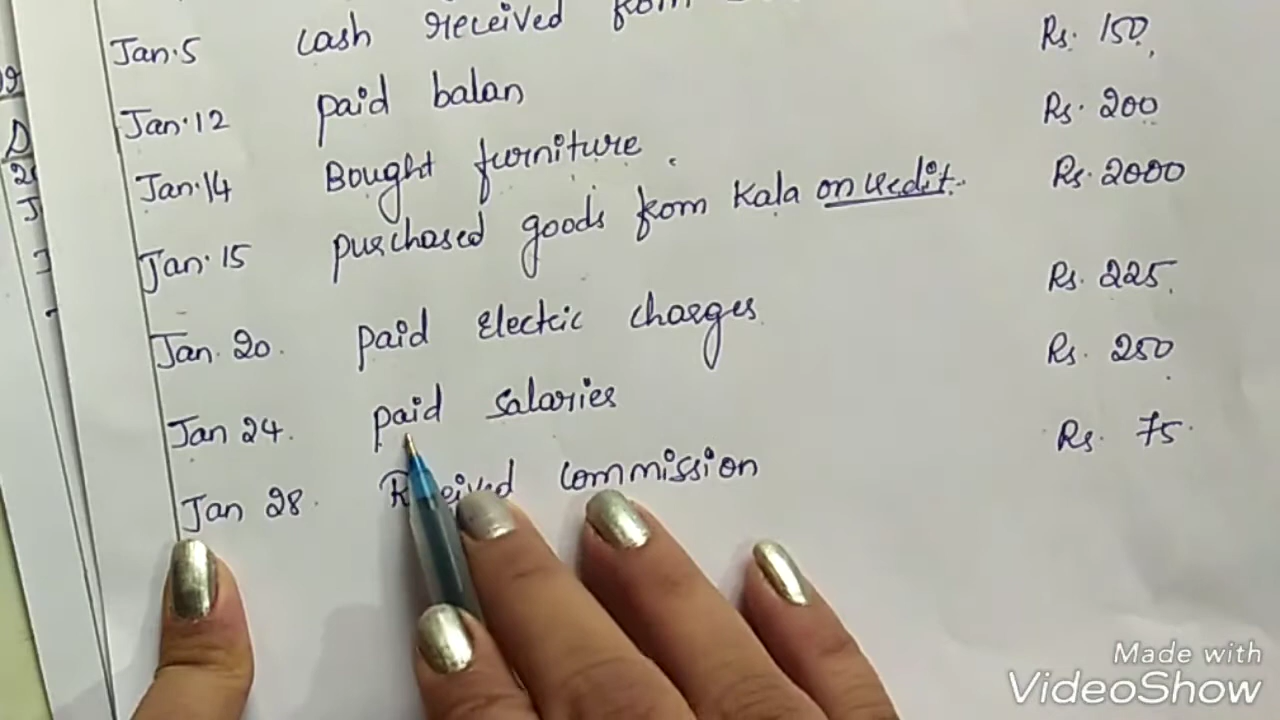 Jan.5 Cash received from
Jan.12 paid balan Rs. 150
Jan.14 Bought furniture. Rs. 200
Jan.15 purchased goods from Kala on credit. Rs. 2000
Jan. 20. paid Electric charges Rs. 225.
Jan 24. paid salaries Rs. 250
Jan 28. Received commission Rs. 75.
Made with
VideoShow